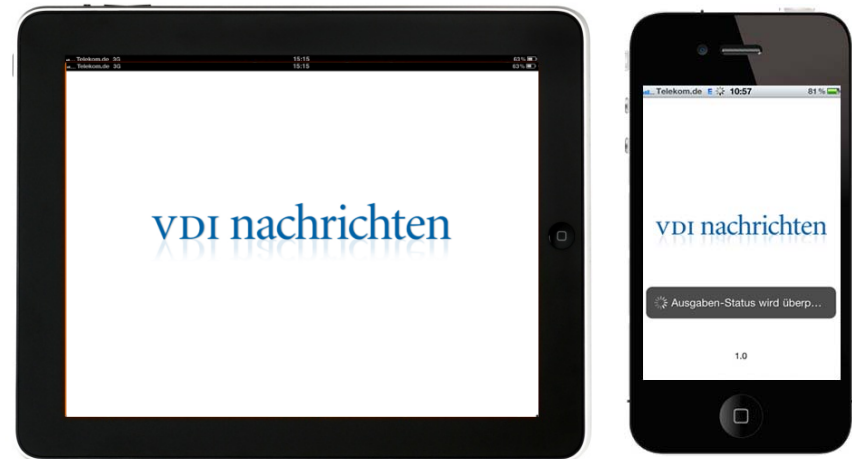 Telekom.de 3G 15:15 63 %
Telekom.de 3G 15:15 63 %
VDI nachrichten
Telekom.de E 10:57 81 %
VDI nachrichten
Ausgaben-Status wird überp...
1.0